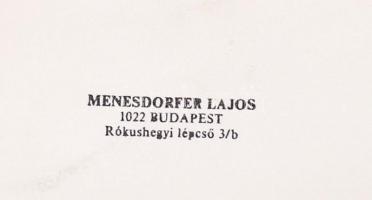 MENESDORFER LAJOS
1022 BUDAPEST
Rókushegyi lépcső 3/b